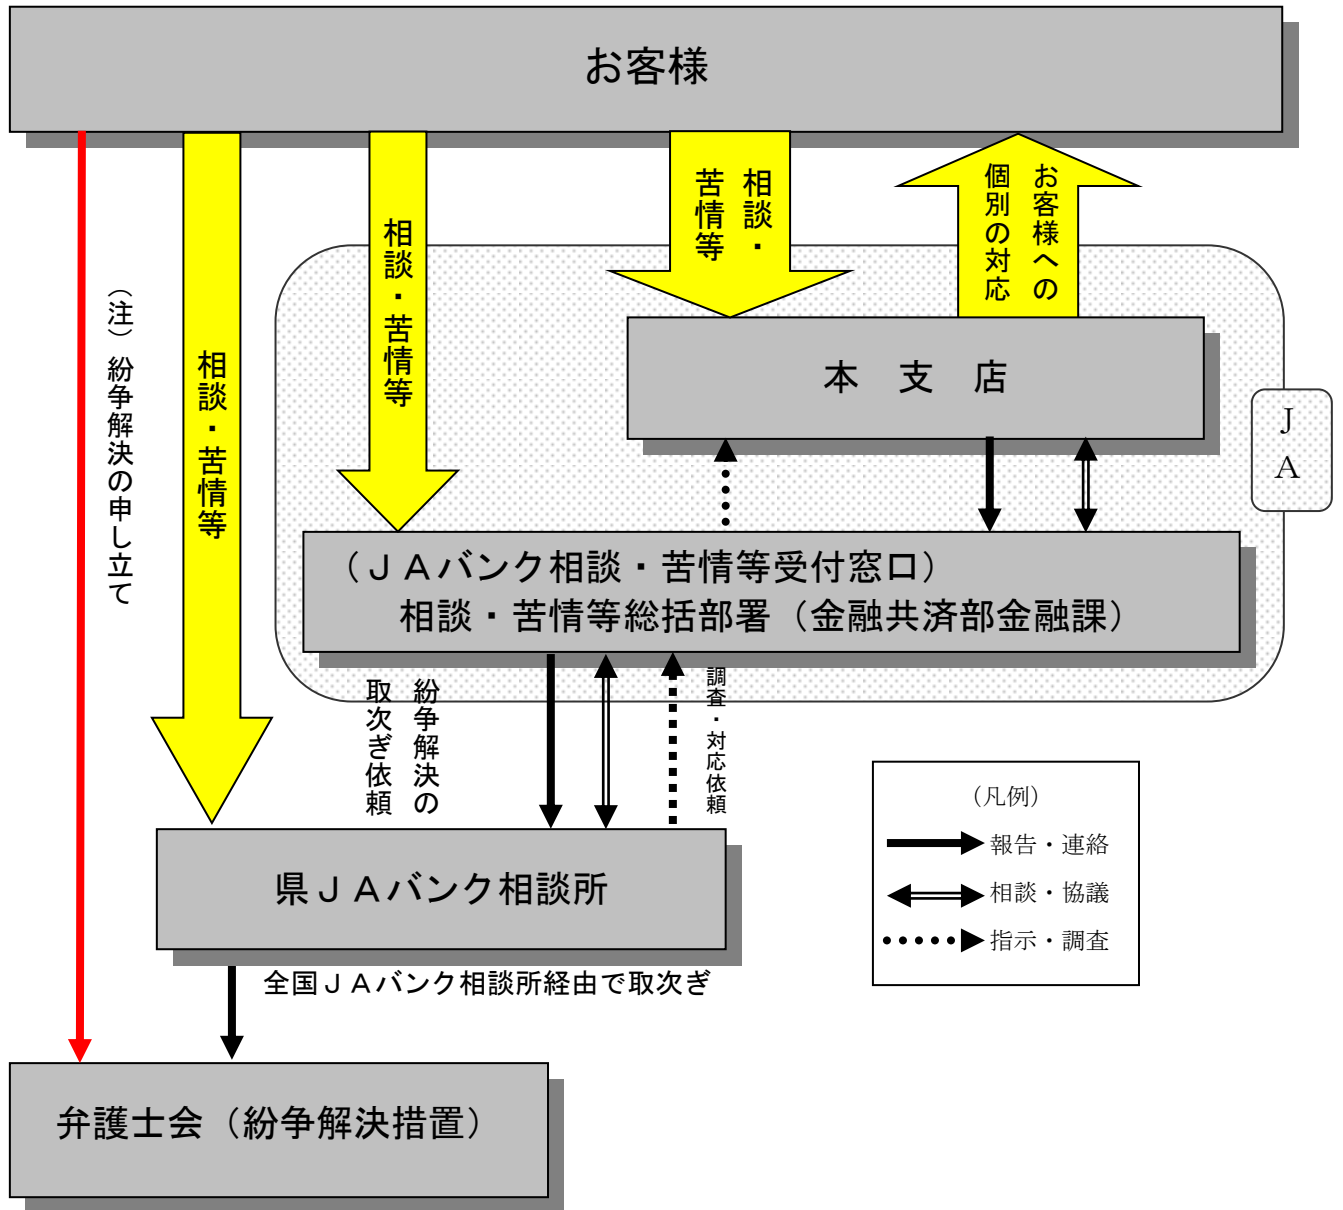 お客様
(注)紛争解決の申し立て
相談・苦情等
相談・苦情等
相談・
苦情等
お客様への
個別の対応
本 支 店
J
A
(JAバンク相談・苦情等受付窓口)
相談・苦情等総括部署(金融共済部金融課)
紛争解決の
取次ぎ依頼
調査・対応依頼
県JAバンク相談所
全国JAバンク相談所経由で取次ぎ
弁護士会(紛争解決措置)
(凡例)
報告・連絡
相談・協議
指示・調査